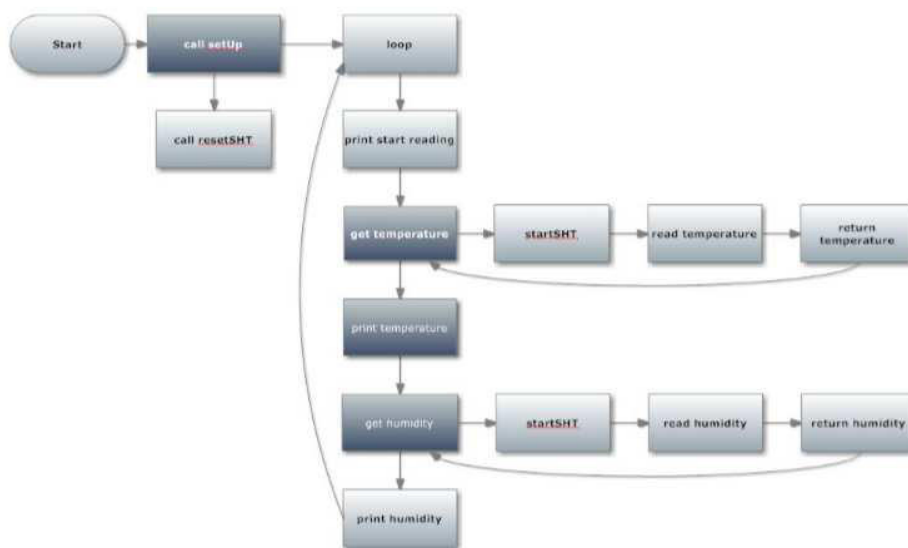 Start
call setUp
loop
call resetSHT
print start reading
get temperature
startSHT
read temperature
return
temperature
print temperature
get humidity
startSHT
read humidity
return humidity
print humidity